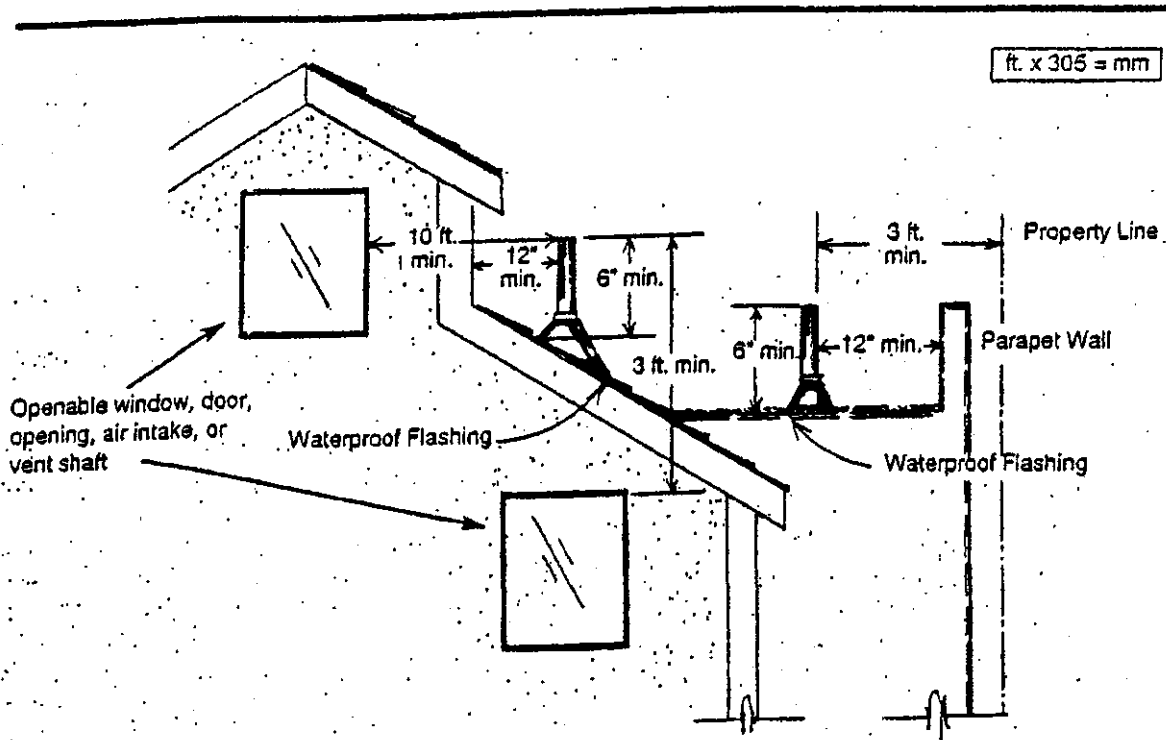 ft. x 305 = mm
10 ft.
min.
12"
min.
6"
min.
3 ft. min.
6" min.
12" min.
3 ft.
min.
Property Line
Parapet Wall
Openable window, door,
opening, air intake, or
vent shaft
Waterproof Flashing
Waterproof Flashing